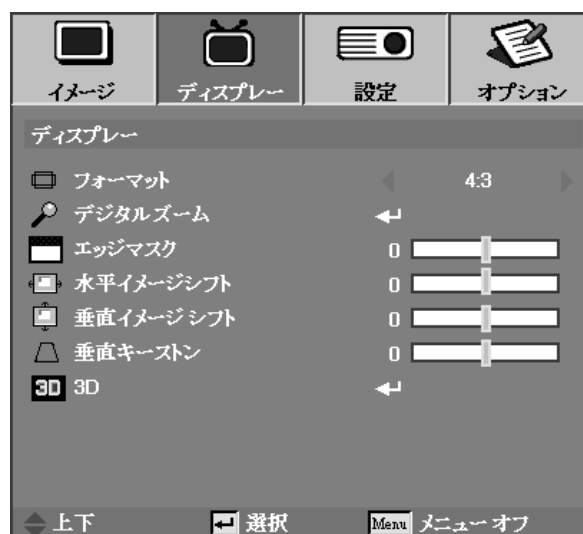 イメージ ディスプレー 設定 オプション
ディスプレー
フォーマット 4:3
デジタルズーム
エッジマスク 0
水平イメージシフト 0
垂直イメージ シフト 0
垂直キーストン 0
3D 3D
上下 選択 Menu メニュー オフ